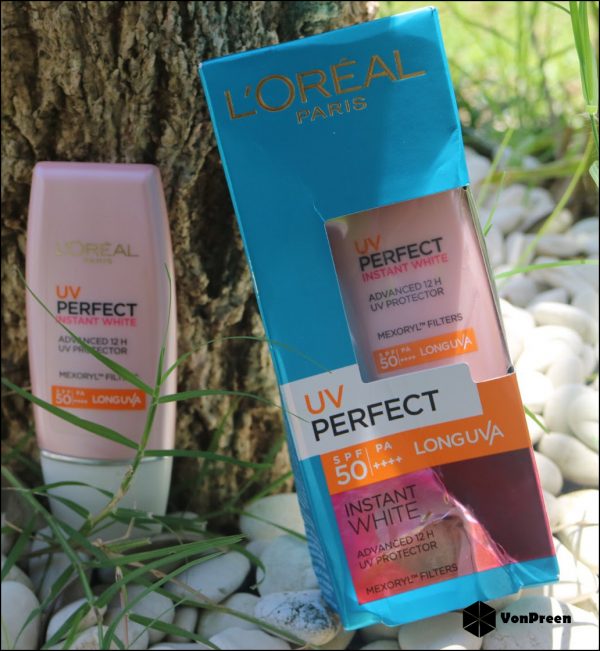 L'ORÉAL
PARIS
UV
PERFECT
INSTANT WHITE
ADVANCED 12 H
UV PROTECTOR
MEXORYL™ FILTERS
SPF 50 PA ++++ LONG UVA
L'ORÉAL
PARIS
UV
PERFECT
INSTANT WHITE
ADVANCED 12 H
UV PROTECTOR
MEXORYL™ FILTERS
SPF 50 PA ++++ LONG UVA
UV
PERFECT
SPF 50 PA ++++ LONG UVA
INSTANT
WHITE
ADVANCED 12 H
UV PROTECTOR
MEXORYL™ FILTERS
VonPreen